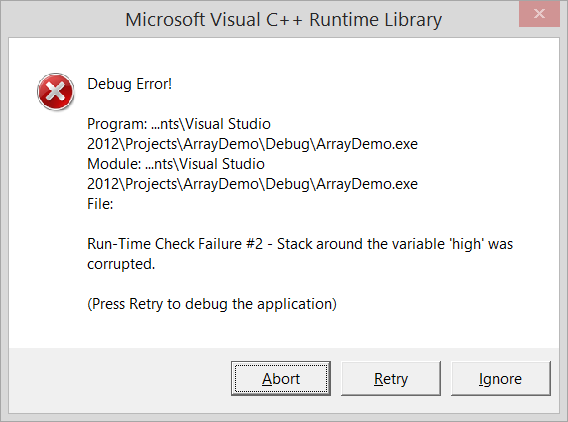 Microsoft Visual C++ Runtime Library
Debug Error!
Program: ...nts\Visual Studio
2012\Projects\ArrayDemo\Debug\ArrayDemo.exe
Module: ...nts\Visual Studio
2012\Projects\ArrayDemo\Debug\ArrayDemo.exe
File:
Run-Time Check Failure #2 - Stack around the variable 'high' was
corrupted.
(Press Retry to debug the application)
Abort Retry Ignore